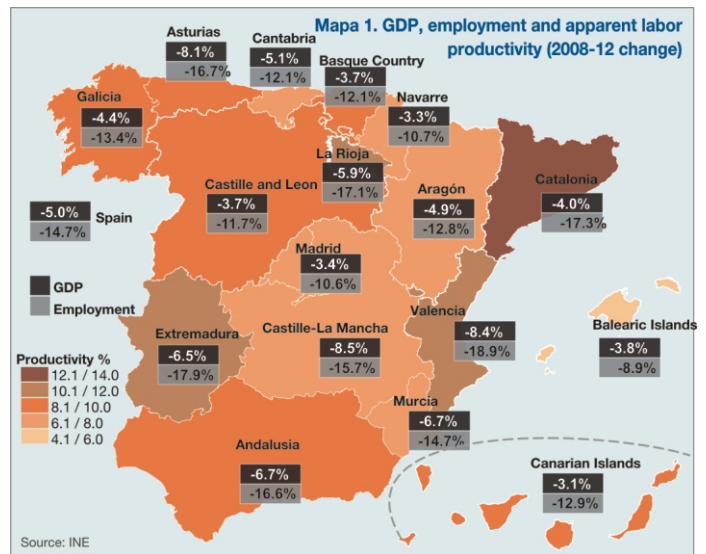 Mapa 1. GDP, employment and apparent labor
productivity (2008-12 change)
Asturias
-8.1%
-16.7%
Cantabria
-5.1%
-12.1%
Basque Country
-3.7%
-12.1%
Navarre
-3.3%
-10.7%
Galicia
-4.4%
-13.4%
La Rioja
-5.9%
-17.1%
Castille and Leon
-3.7%
-11.7%
Aragón
-4.9%
-12.8%
Catalonia
-4.0%
-17.3%
Spain
-5.0%
-14.7%
Madrid
-3.4%
-10.6%
GDP
Employment
Extremadura
-6.5%
-17.9%
Castille-La Mancha
-8.5%
-15.7%
Valencia
-8.4%
-18.9%
Balearic Islands
-3.8%
-8.9%
Productivity %
12.1 / 14.0
10.1 / 12.0
8.1 / 10.0
6.1 / 8.0
4.1 / 6.0
Murcia
-6.7%
-14.7%
Andalusia
-6.7%
-16.6%
Canarian Islands
-3.1%
-12.9%
Source: INE